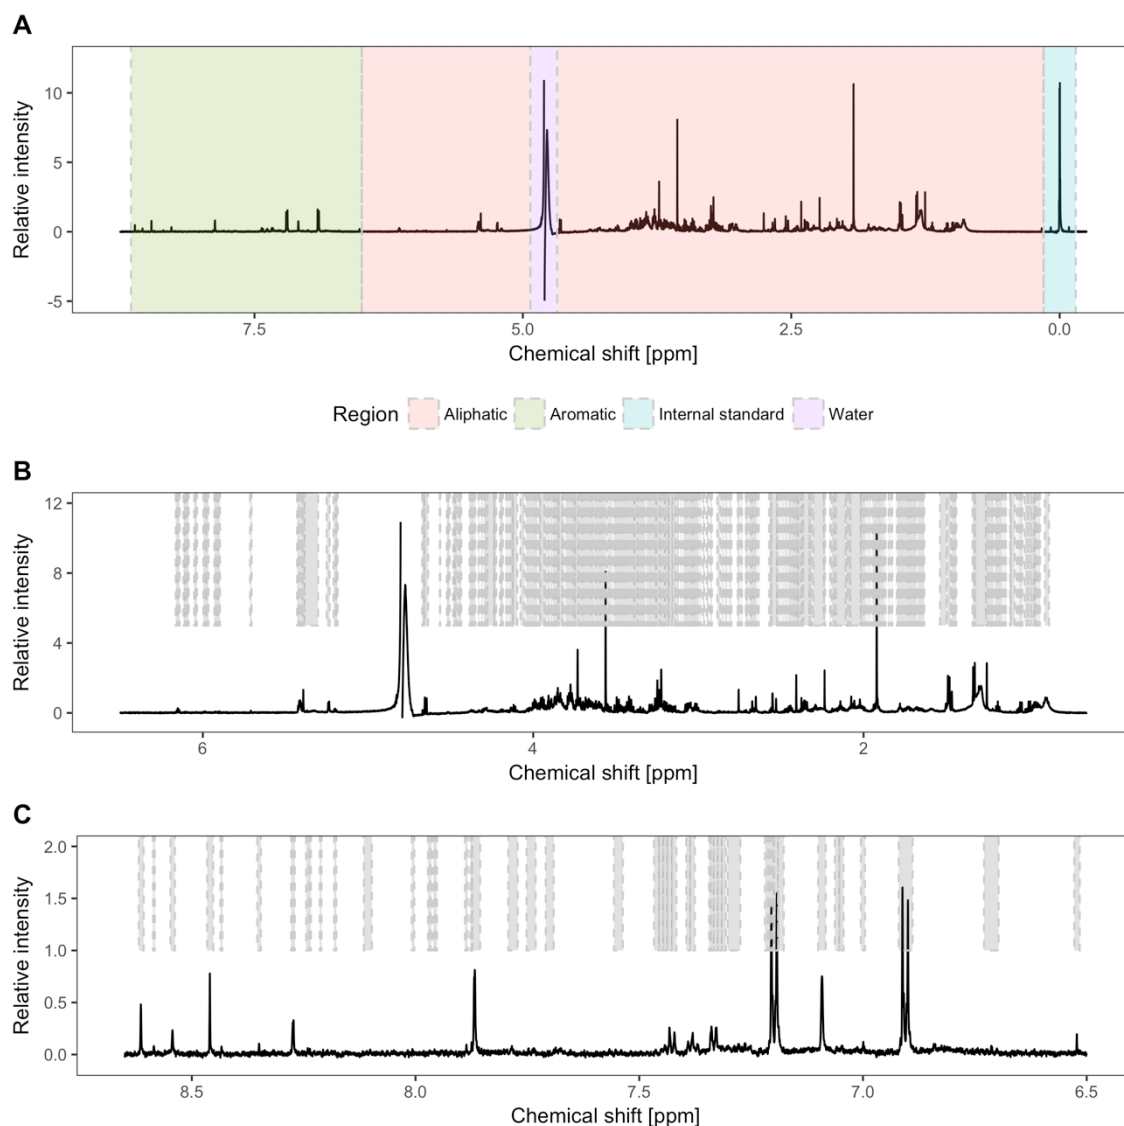 A
Relative intensity
10
5
0
-5
7.5 5.0 2.5 0.0
Chemical shift [ppm]
Region Aliphatic Aromatic Internal standard Water
B
Relative intensity
12
8
4
0
6 4 2
Chemical shift [ppm]
C
Relative intensity
2.0
1.5
1.0
0.5
0.0
8.5 8.0 7.5 7.0 6.5
Chemical shift [ppm]